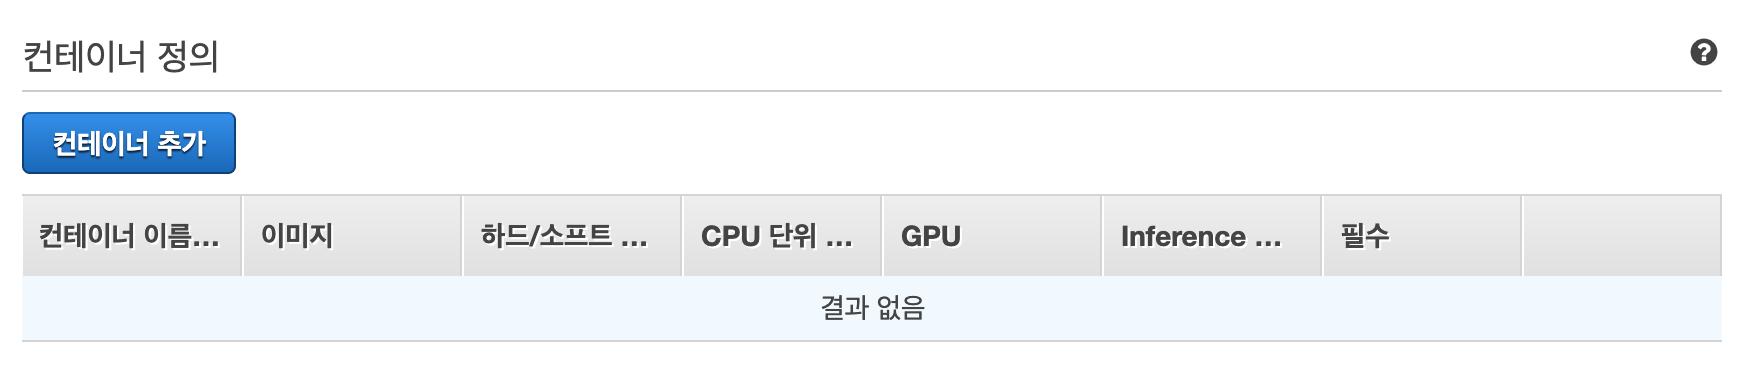 컨테이너 정의
컨테이너 추가
컨테이너 이름... 이미지 하드/소프트 ... CPU 단위 ... GPU Inference ... 필수
결과 없음